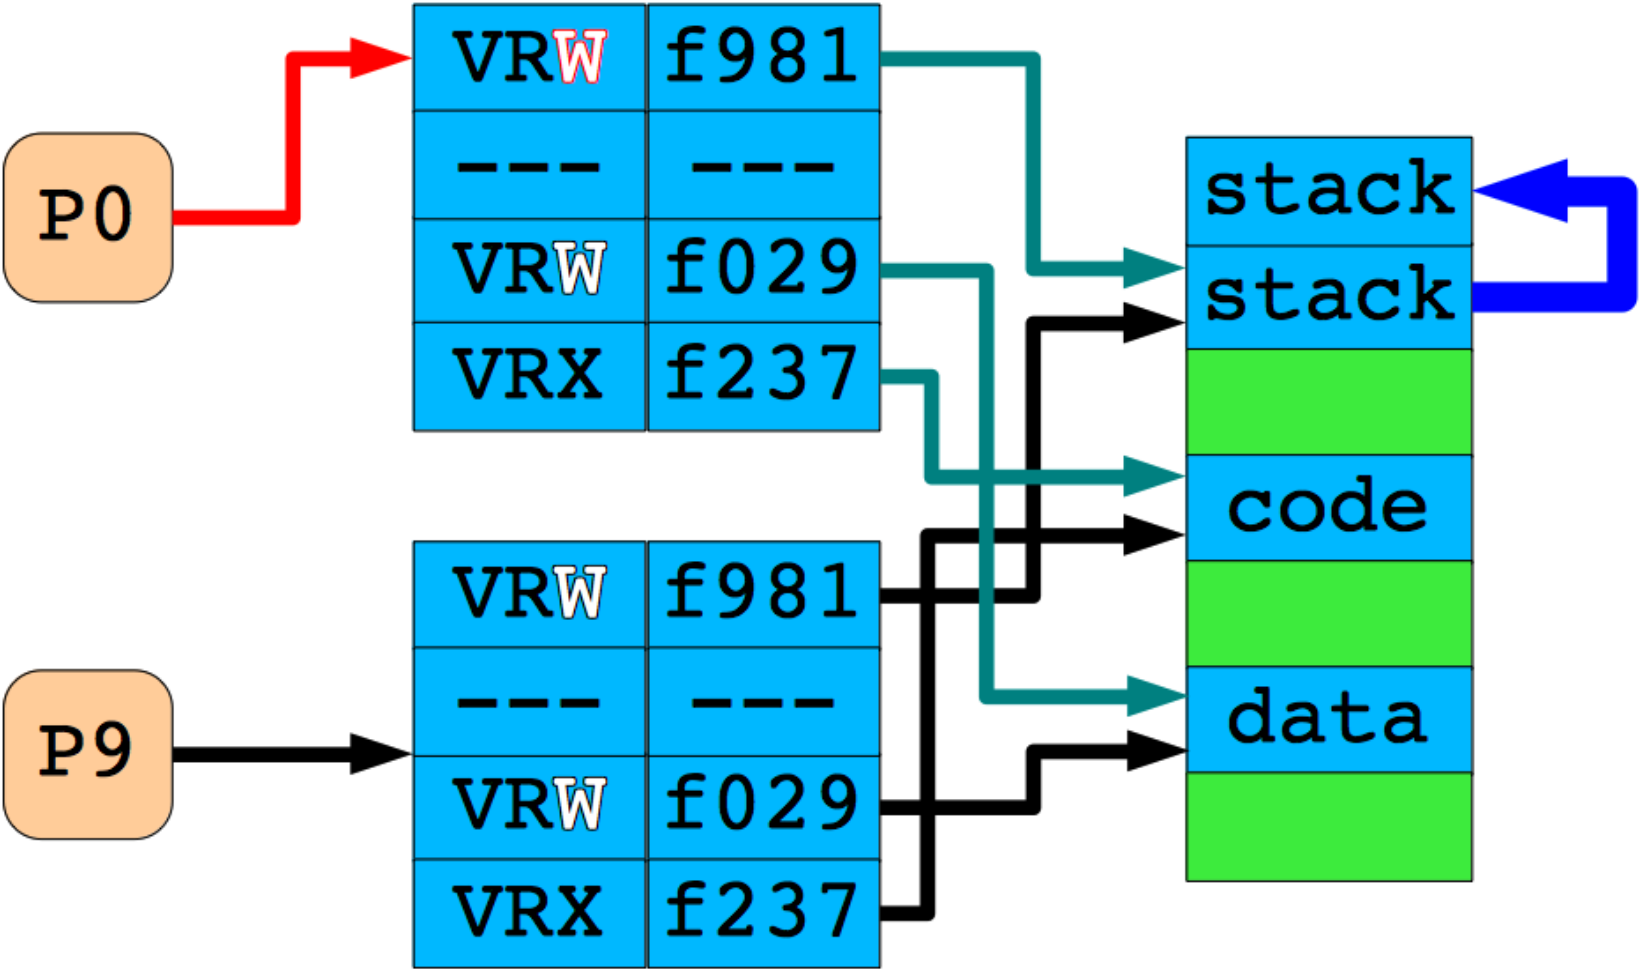 P0
VRW f981
--- ---
VRW f029
VRX f237
P9
VRW f981
--- ---
VRW f029
VRX f237
stack
stack
code
data